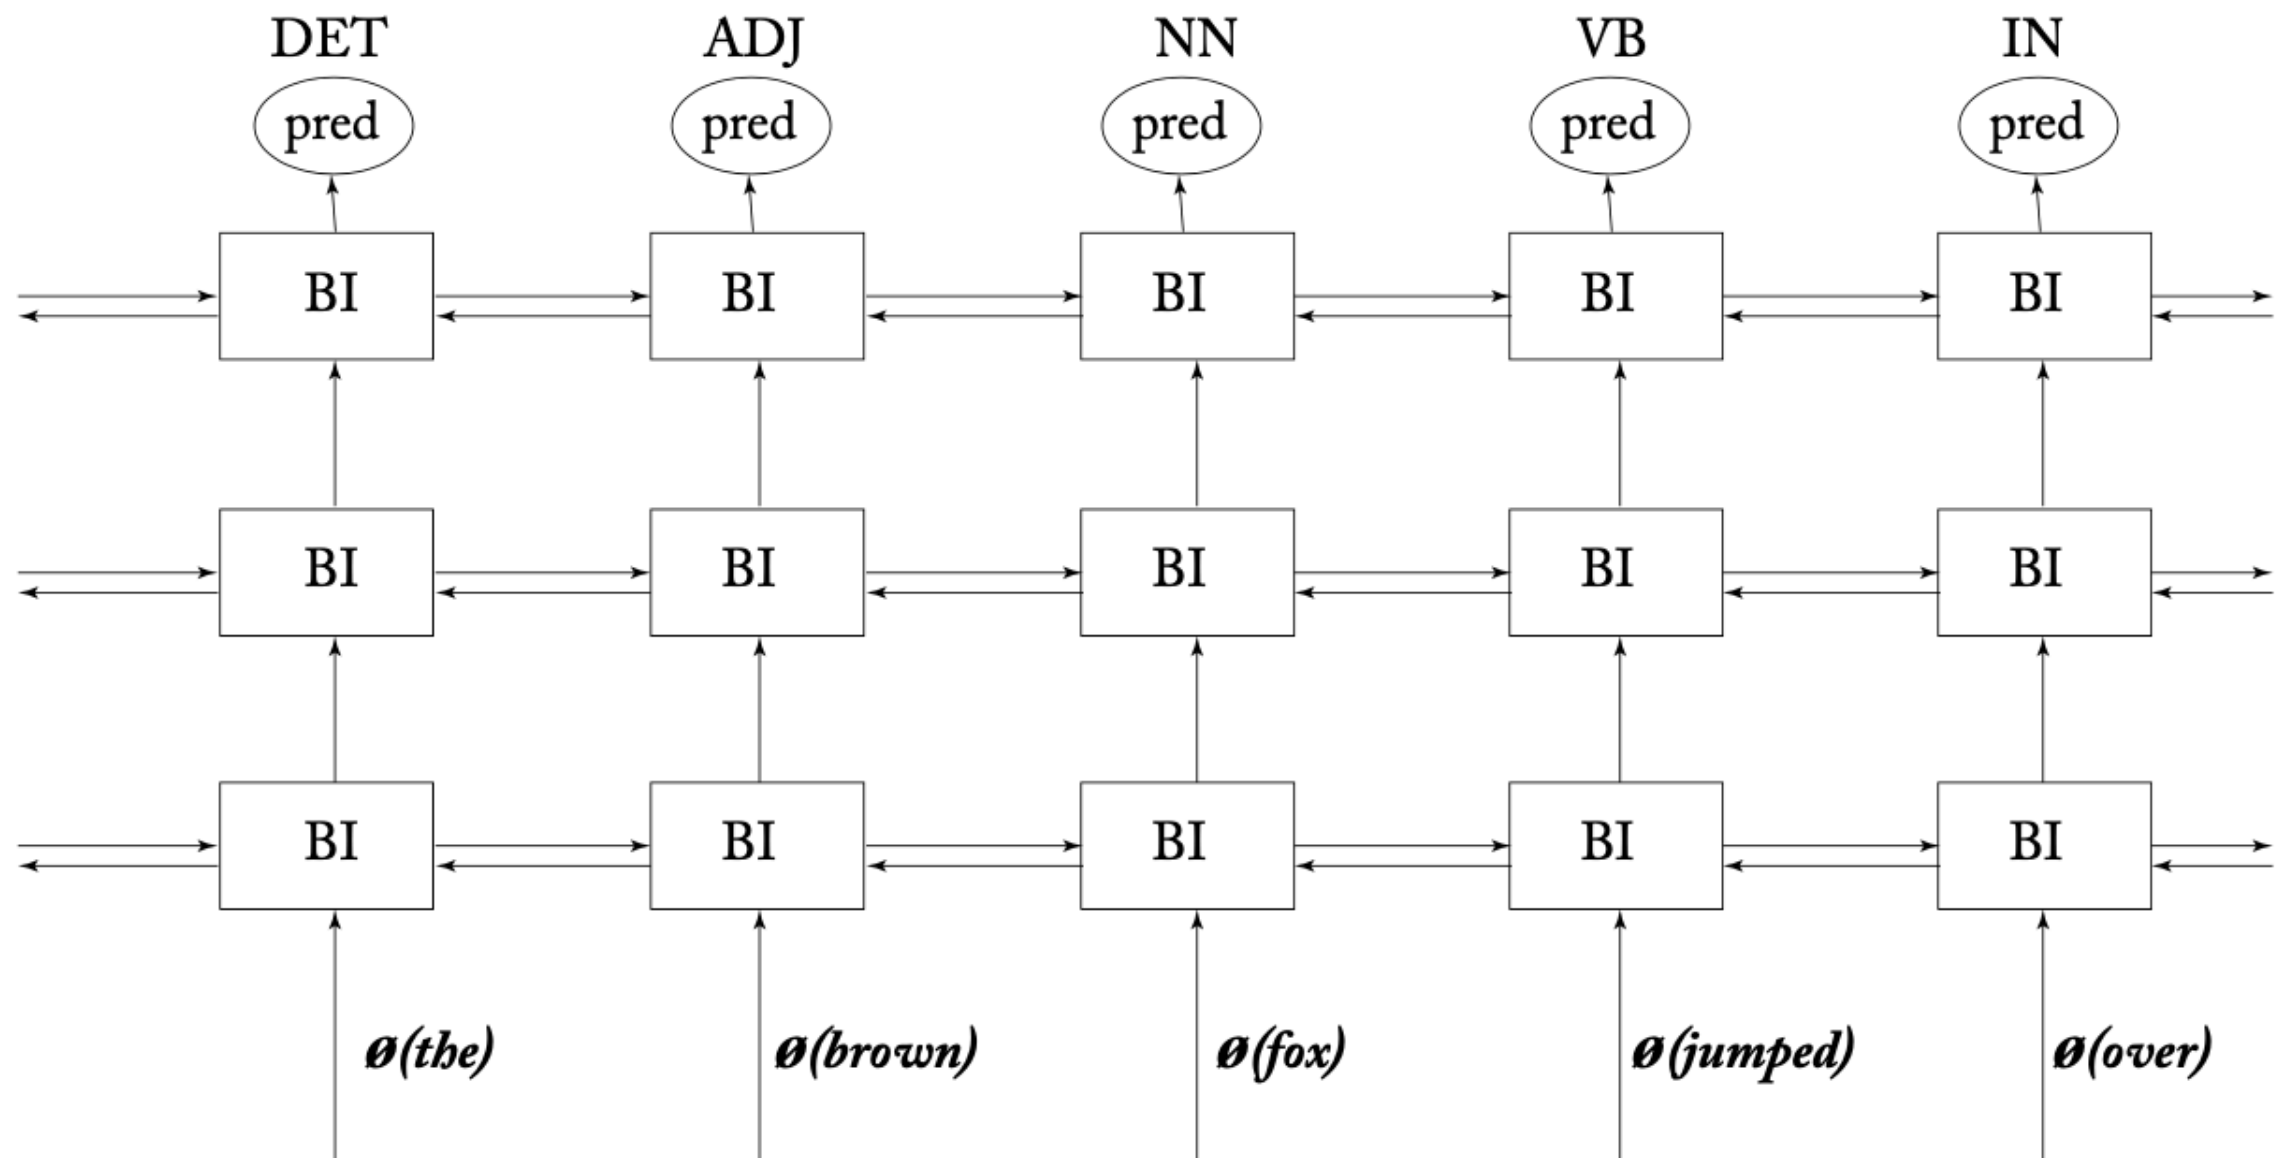 DET ADJ NN VB IN
pred pred pred pred pred
BI BI BI BI BI
BI BI BI BI BI
BI BI BI BI BI
ø(the) ø(brown) ø(fox) ø(jumped) ø(over)